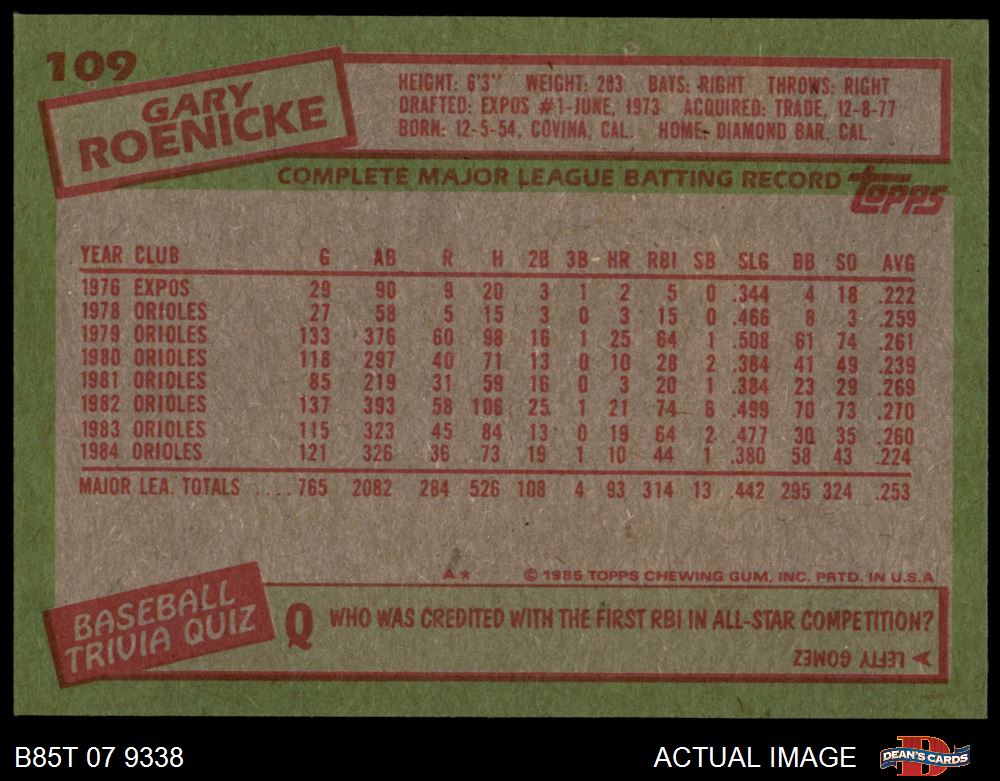 109
GARY
ROENICKE
HEIGHT: 6'3" WEIGHT: 203 BATS: RIGHT THROWS: RIGHT
DRAFTED: EXPOS #1-JUNE, 1973 ACQUIRED: TRADE, 12-8-77
BORN: 12-5-54, COVINA, CAL. HOME: DIAMOND BAR, CAL.
COMPLETE MAJOR LEAGUE BATTING RECORD topps
YEAR CLUB G AB R H 2B 3B HR RBI SB SLG BB SO AVG
1976 EXPOS 29 90 9 20 3 1 2 5 0 .344 4 18 .222
1978 ORIOLES 27 58 5 15 3 0 3 15 0 .466 8 3 .259
1979 ORIOLES 133 376 60 98 16 1 25 64 1 .508 61 74 .261
1980 ORIOLES 118 297 40 71 13 0 10 28 2 .384 41 49 .239
1981 ORIOLES 85 219 31 59 16 0 3 20 1 .384 23 29 .269
1982 ORIOLES 137 393 58 106 25 1 21 74 6 .499 70 73 .270
1983 ORIOLES 115 323 45 84 13 0 19 64 2 .477 30 35 .260
1984 ORIOLES 121 326 36 73 19 1 10 44 1 .380 58 43 .224
MAJOR LEA. TOTALS .... 765 2082 284 526 108 4 93 314 13 .442 295 324 .253
A* © 1985 TOPPS CHEWING GUM, INC. PRTD. IN U.S.A
BASEBALL
TRIVIA QUIZ
Q WHO WAS CREDITED WITH THE FIRST RBI IN ALL-STAR COMPETITION?
LEFTY GOMEZ
B85T 07 9338 ACTUAL IMAGE DEAN'S CARDS